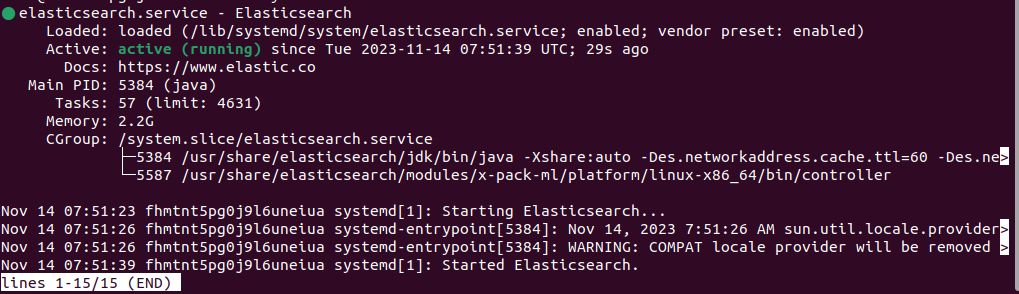 ● elasticsearch.service - Elasticsearch
     Loaded: loaded (/lib/systemd/system/elasticsearch.service; enabled; vendor preset: enabled)
     Active: active (running) since Tue 2023-11-14 07:51:39 UTC; 29s ago
       Docs: https://www.elastic.co
   Main PID: 5384 (java)
      Tasks: 57 (limit: 4631)
     Memory: 2.2G
     CGroup: /system.slice/elasticsearch.service
             ├─5384 /usr/share/elasticsearch/jdk/bin/java -Xshare:auto -Des.networkaddress.cache.ttl=60 -Des.ne>
             └─5587 /usr/share/elasticsearch/modules/x-pack-ml/platform/linux-x86_64/bin/controller
Nov 14 07:51:23 fhmtnt5pg0j9l6uneiua systemd[1]: Starting Elasticsearch...
Nov 14 07:51:26 fhmtnt5pg0j9l6uneiua systemd-entrypoint[5384]: Nov 14, 2023 7:51:26 AM sun.util.locale.provider>
Nov 14 07:51:26 fhmtnt5pg0j9l6uneiua systemd-entrypoint[5384]: WARNING: COMPAT locale provider will be removed >
Nov 14 07:51:39 fhmtnt5pg0j9l6uneiua systemd[1]: Started Elasticsearch.
lines 1-15/15 (END)